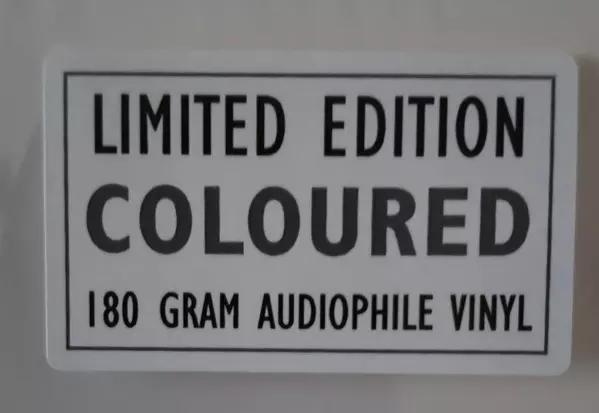 LIMITED EDITION
COLOURED
180 GRAM AUDIOPHILE VINYL